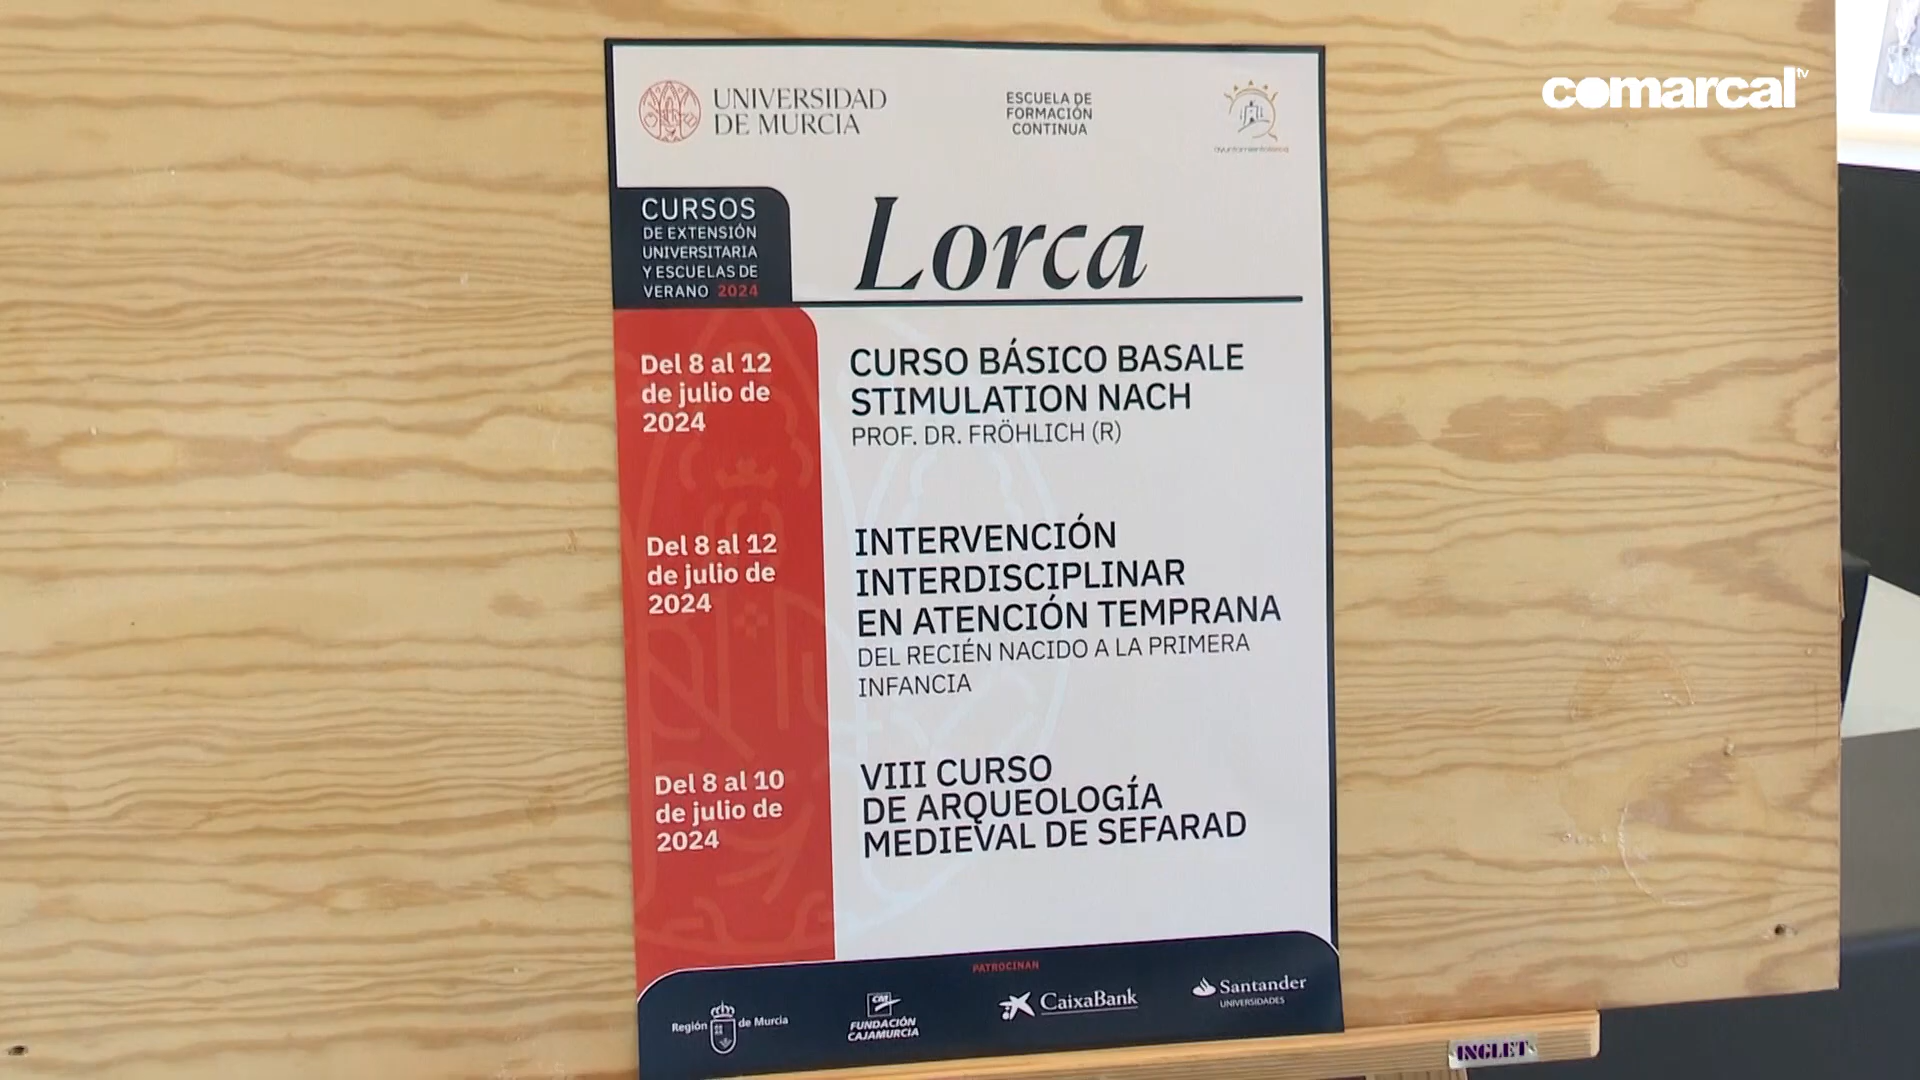 comarcal tv
UNIVERSIDAD
DE MURCIA
ESCUELA DE
FORMACIÓN
CONTINUA
CURSOS
DE EXTENSIÓN
UNIVERSITARIA
Y ESCUELAS DE
VERANO 2024
Lorca
Del 8 al 12
de julio de
2024
CURSO BÁSICO BASALE
STIMULATION NACH
PROF. DR. FRÖHLICH (R)
Del 8 al 12
de julio de
2024
INTERVENCIÓN
INTERDISCIPLINAR
EN ATENCIÓN TEMPRANA
DEL RECIÉN NACIDO A LA PRIMERA
INFANCIA
Del 8 al 10
de julio de
2024
VIII CURSO
DE ARQUEOLOGÍA
MEDIEVAL DE SEFARAD
PATROCINAN
Región de Murcia
CM
FUNDACIÓN
CAJAMURCIA
CaixaBank
Santander
UNIVERSIDADES
INGLET